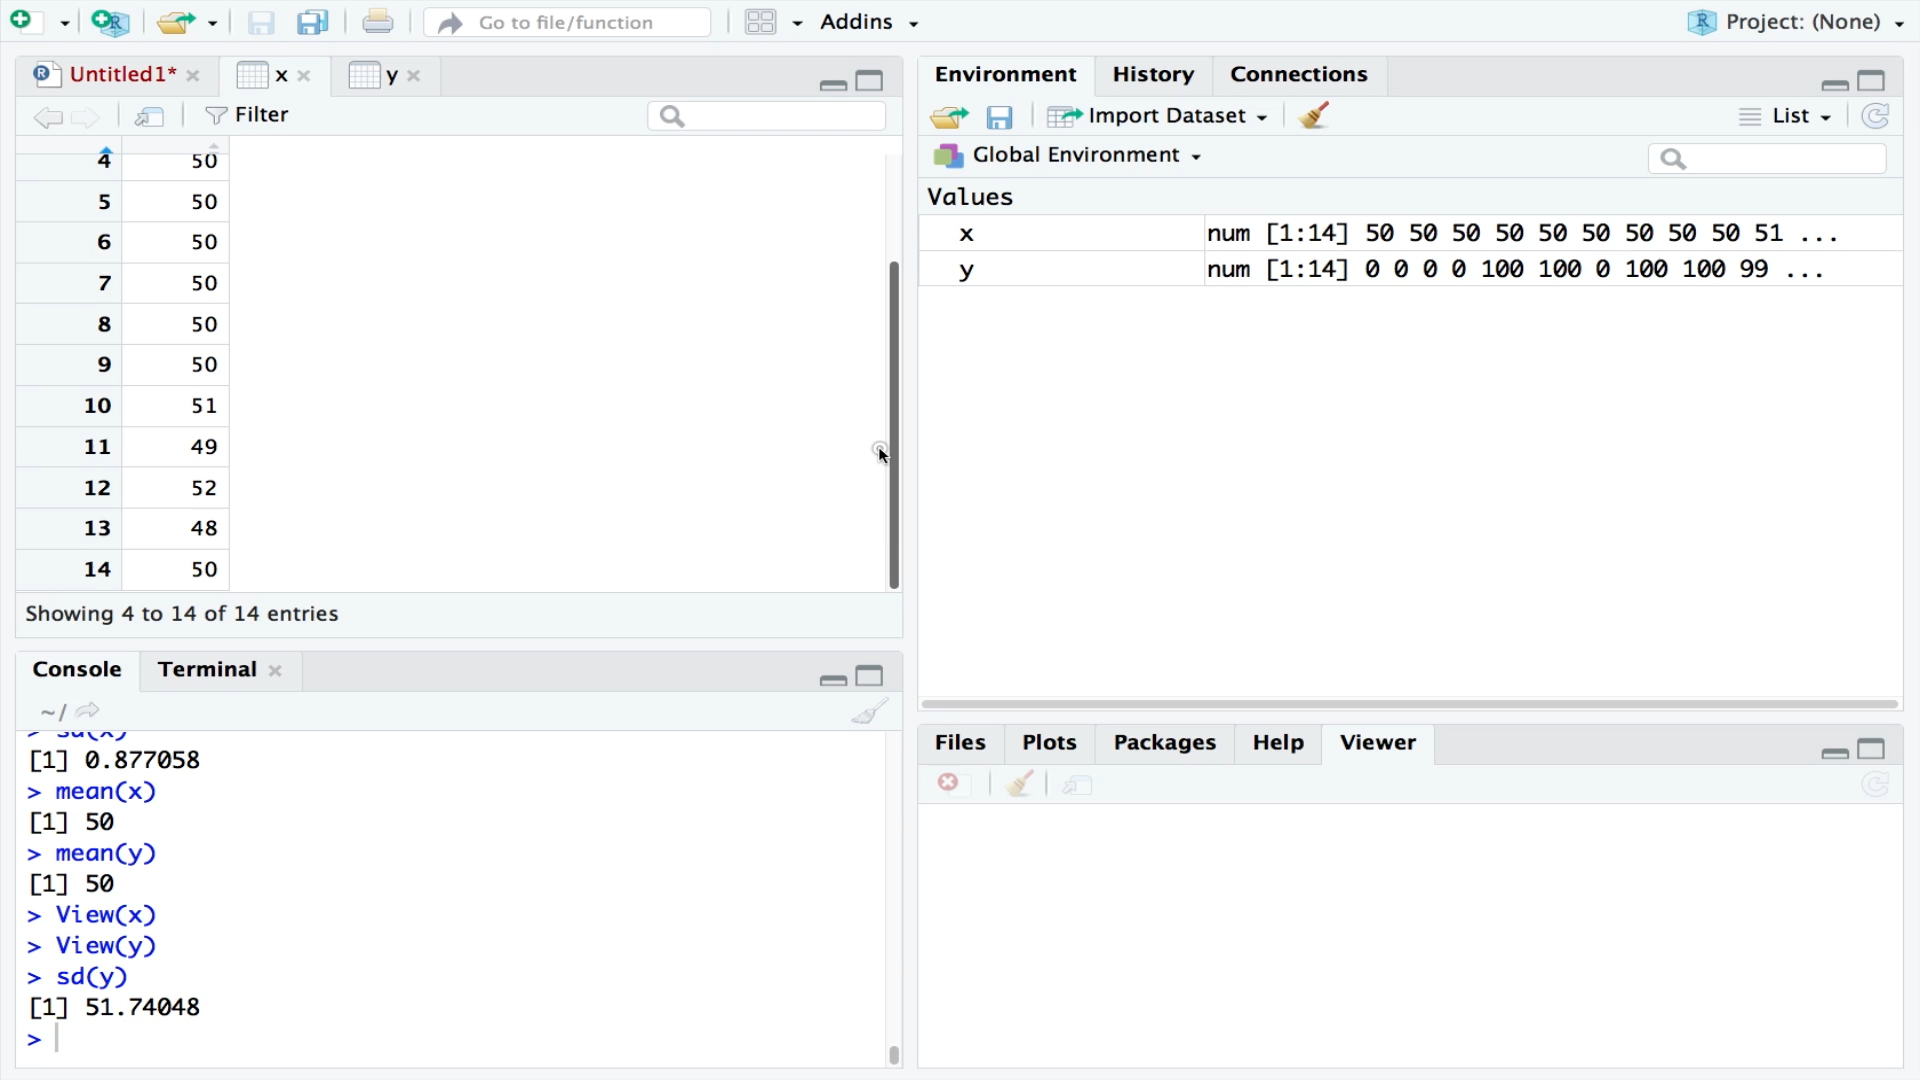 Go to file/function
Addins
Project: (None)
Untitled1*
x
y
Filter
4 50
5 50
6 50
7 50
8 50
9 50
10 51
11 49
12 52
13 48
14 50
Showing 4 to 14 of 14 entries
Console
Terminal
~/
> sd(x)
[1] 0.877058
> mean(x)
[1] 50
> mean(y)
[1] 50
> View(x)
> View(y)
> sd(y)
[1] 51.74048
>
Environment
History
Connections
Import Dataset
List
Global Environment
Values
x num [1:14] 50 50 50 50 50 50 50 50 50 51 ...
y num [1:14] 0 0 0 0 100 100 0 100 100 99 ...
Files
Plots
Packages
Help
Viewer